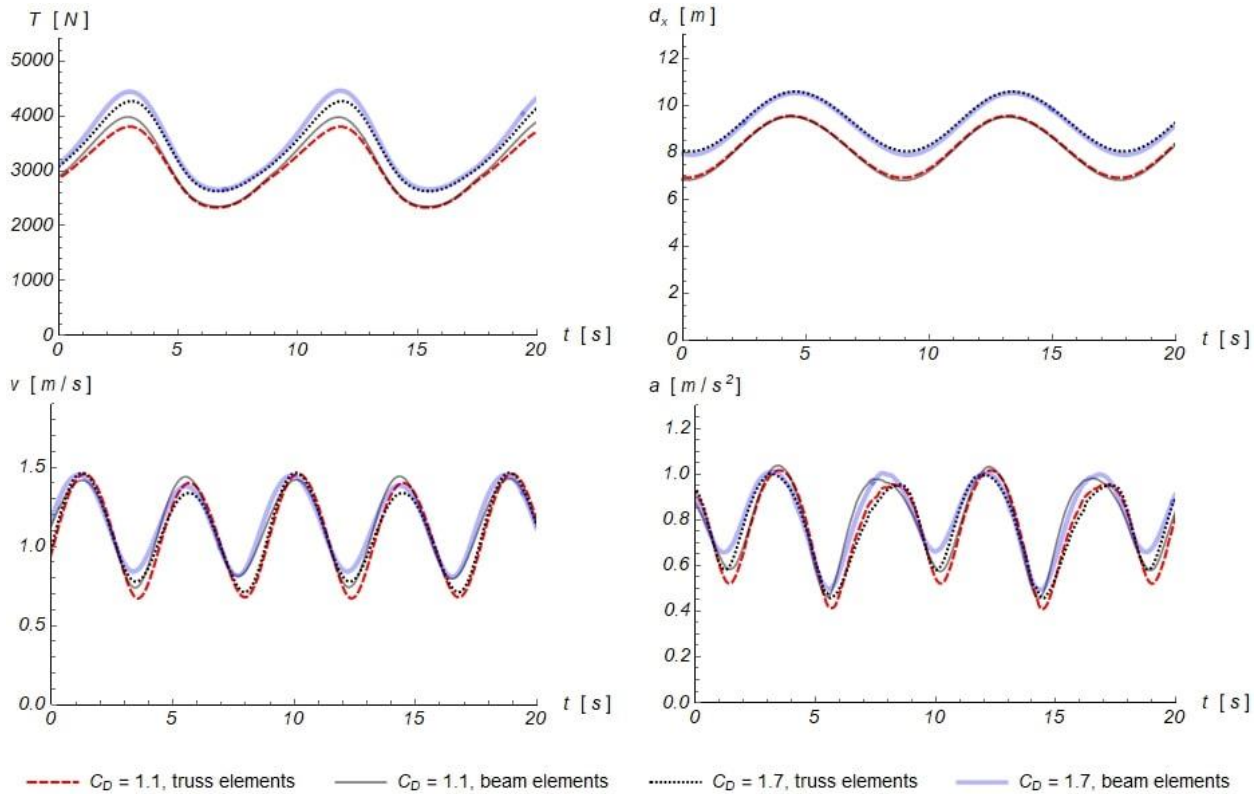 T [ N ]
5000
4000
3000
2000
1000
0
0 5 10 15 20
t [ s ]
d_x [ m ]
12
10
8
6
4
2
0
0 5 10 15 20
t [ s ]
v [ m / s ]
1.5
1.0
0.5
0.0
0 5 10 15 20
t [ s ]
a [ m / s² ]
1.2
1.0
0.8
0.6
0.4
0.2
0.0
0 5 10 15 20
t [ s ]
C_D = 1.1, truss elements C_D = 1.1, beam elements C_D = 1.7, truss elements C_D = 1.7, beam elements